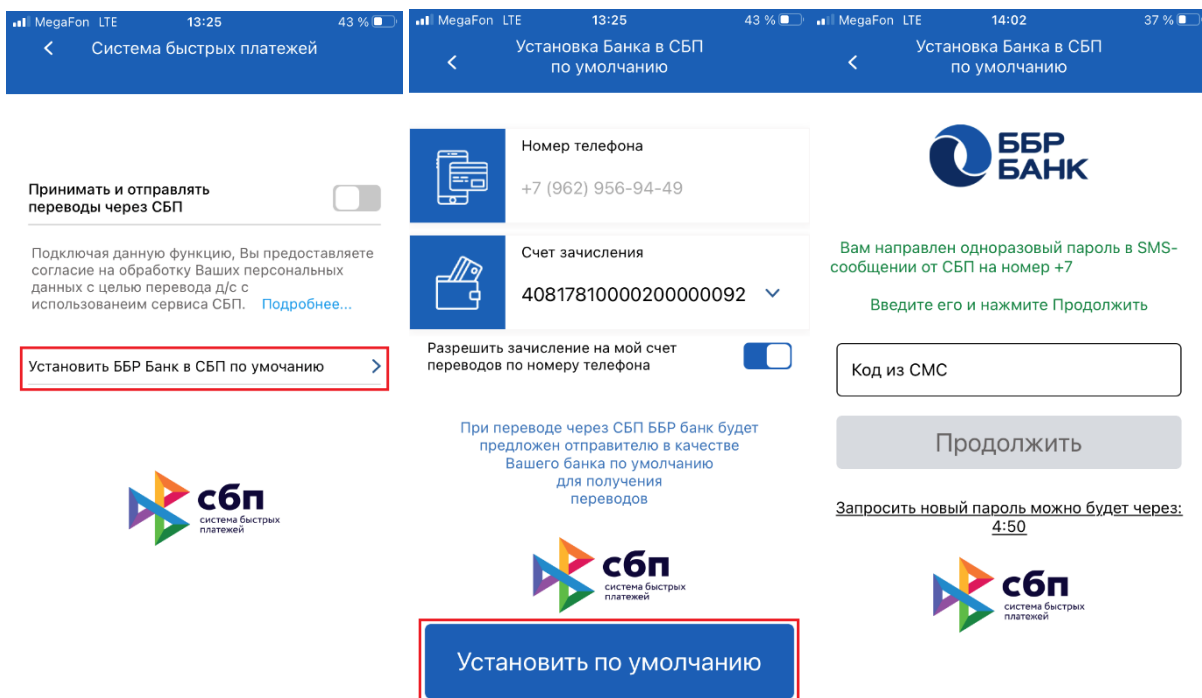 MegaFon LTE 13:25 43 %
Система быстрых платежей
Принимать и отправлять
переводы через СБП
Подключая данную функцию, Вы предоставляете
согласие на обработку Ваших персональных
данных с целью перевода д/с с
использованеим сервиса СБП. Подробнее...
Установить ББР Банк в СБП по умочанию
сбп
система быстрых
платежей
MegaFon LTE 13:25 43 %
Установка Банка в СБП
по умолчанию
Номер телефона
+7 (962) 956-94-49
Счет зачисления
40817810000200000092
Разрешить зачисление на мой счет
переводов по номеру телефона
При переводе через СБП ББР банк будет
предложен отправителю в качестве
Вашего банка по умолчанию
для получения
переводов
сбп
система быстрых
платежей
Установить по умолчанию
MegaFon LTE 14:02 37 %
Установка Банка в СБП
по умолчанию
ББР
БАНК
Вам направлен одноразовый пароль в SMS-
сообщении от СБП на номер +7
Введите его и нажмите Продолжить
Код из СМС
Продолжить
Запросить новый пароль можно будет через:
4:50
сбп
система быстрых
платежей